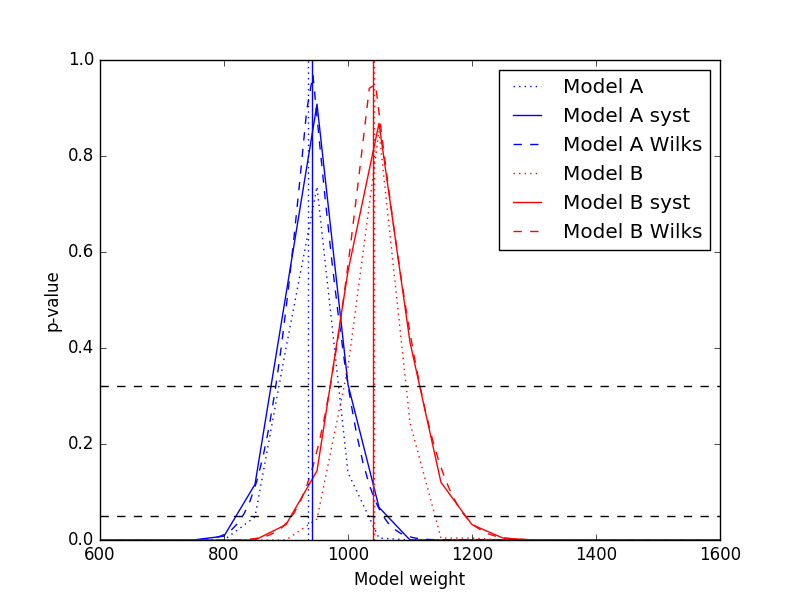 1.0
0.8
0.6
0.4
0.2
0.0
p-value
600
800
1000
1200
1400
1600
Model weight
Model A
Model A syst
Model A Wilks
Model B
Model B syst
Model B Wilks